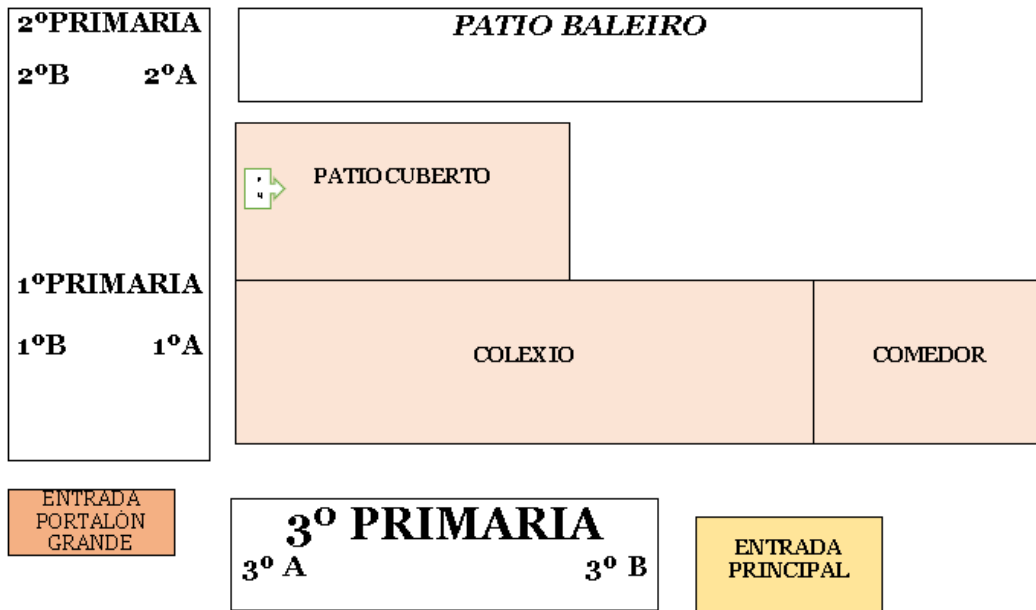 2ºPRIMARIA
2ºB 2ºA
PATIO BALEIRO
PATIO CUBERTO
1ºPRIMARIA
1ºB 1ºA
COLEXIO
COMEDOR
ENTRADA
PORTALÓN
GRANDE
3º PRIMARIA
3º A 3º B
ENTRADA
PRINCIPAL